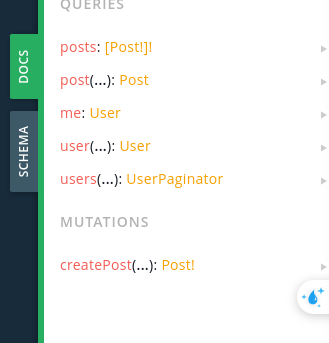 QUERIES
posts: [Post!]!
post(...): Post
me: User
user(...): User
users(...): UserPaginator
MUTATIONS
createPost(...): Post!
DOCS
SCHEMA